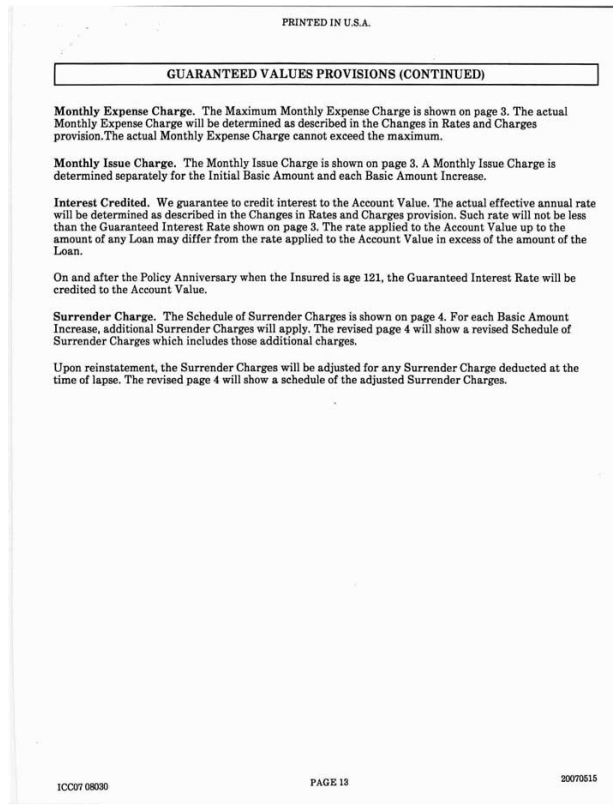 PRINTED IN U.S.A.
GUARANTEED VALUES PROVISIONS (CONTINUED)
Monthly Expense Charge. The Maximum Monthly Expense Charge is shown on page 3. The actual
Monthly Expense Charge will be determined as described in the Changes in Rates and Charges
provision.The actual Monthly Expense Charge cannot exceed the maximum.
Monthly Issue Charge. The Monthly Issue Charge is shown on page 3. A Monthly Issue Charge is
determined separately for the Initial Basic Amount and each Basic Amount Increase.
Interest Credited. We guarantee to credit interest to the Account Value. The actual effective annual rate
will be determined as described in the Changes in Rates and Charges provision. Such rate will not be less
than the Guaranteed Interest Rate shown on page 3. The rate applied to the Account Value up to the
amount of any Loan may differ from the rate applied to the Account Value in excess of the amount of the
Loan.
On and after the Policy Anniversary when the Insured is age 121, the Guaranteed Interest Rate will be
credited to the Account Value.
Surrender Charge. The Schedule of Surrender Charges is shown on page 4. For each Basic Amount
Increase, additional Surrender Charges will apply. The revised page 4 will show a revised Schedule of
Surrender Charges which includes those additional charges.
Upon reinstatement, the Surrender Charges will be adjusted for any Surrender Charge deducted at the
time of lapse. The revised page 4 will show a schedule of the adjusted Surrender Charges.
ICC07 08030
PAGE 13
20070515